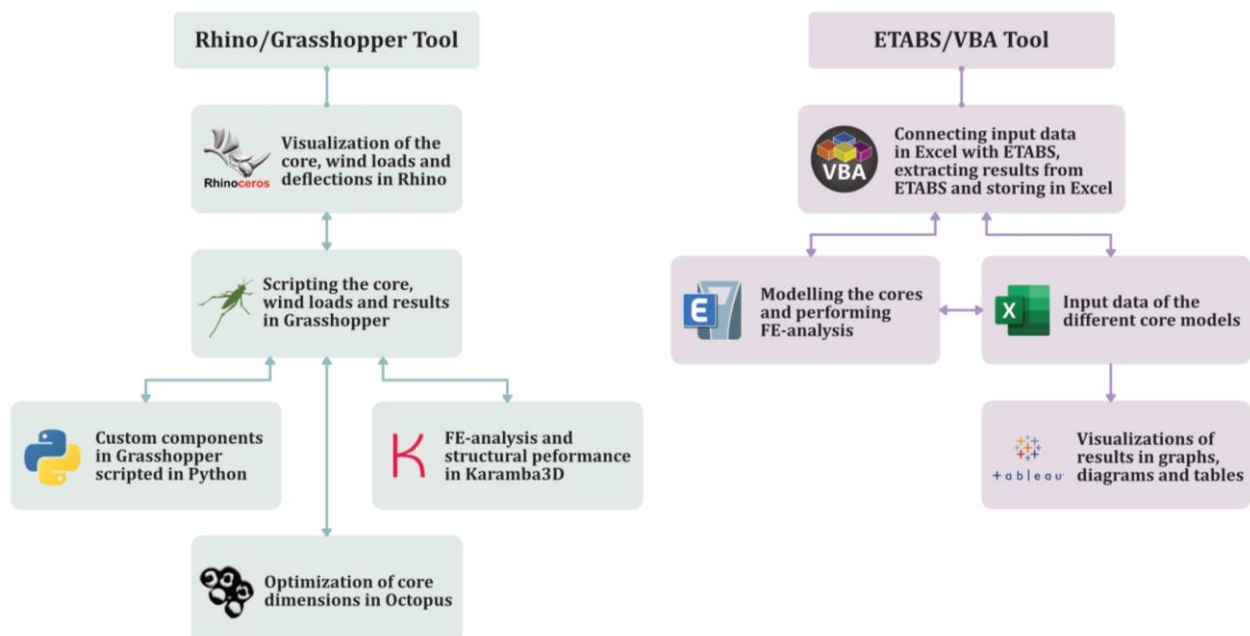 Rhino/Grasshopper Tool
Rhinoceros
Visualization of the
core, wind loads and
deflections in Rhino
Scripting the core,
wind loads and results
in Grasshopper
Custom components
in Grasshopper
scripted in Python
FE-analysis and
structural peformance
in Karamba3D
Optimization of core
dimensions in Octopus
ETABS/VBA Tool
VBA
Connecting input data
in Excel with ETABS,
extracting results from
ETABS and storing in Excel
E
Modelling the cores
and performing
FE-analysis
X
Input data of the
different core models
+ableau
Visualizations of
results in graphs,
diagrams and tables